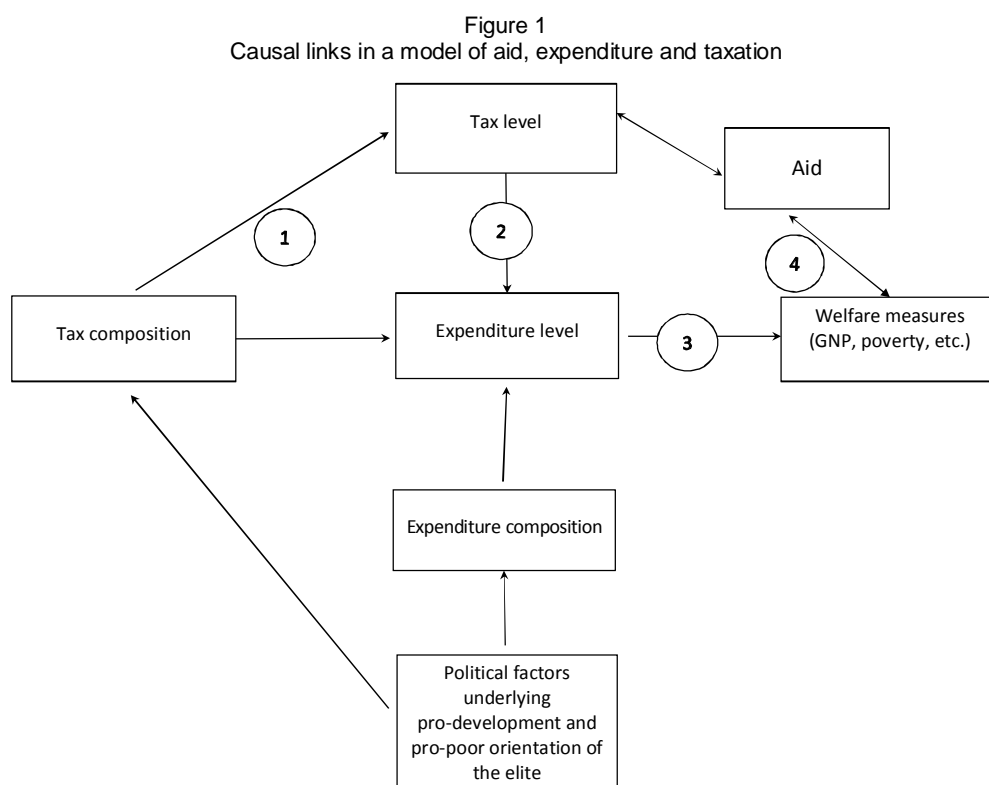 Figure 1
Causal links in a model of aid, expenditure and taxation
Tax level
Aid
1
2
4
Tax composition
Expenditure level
3
Welfare measures
(GNP, poverty, etc.)
Expenditure composition
Political factors
underlying
pro-development and
pro-poor orientation of
the elite